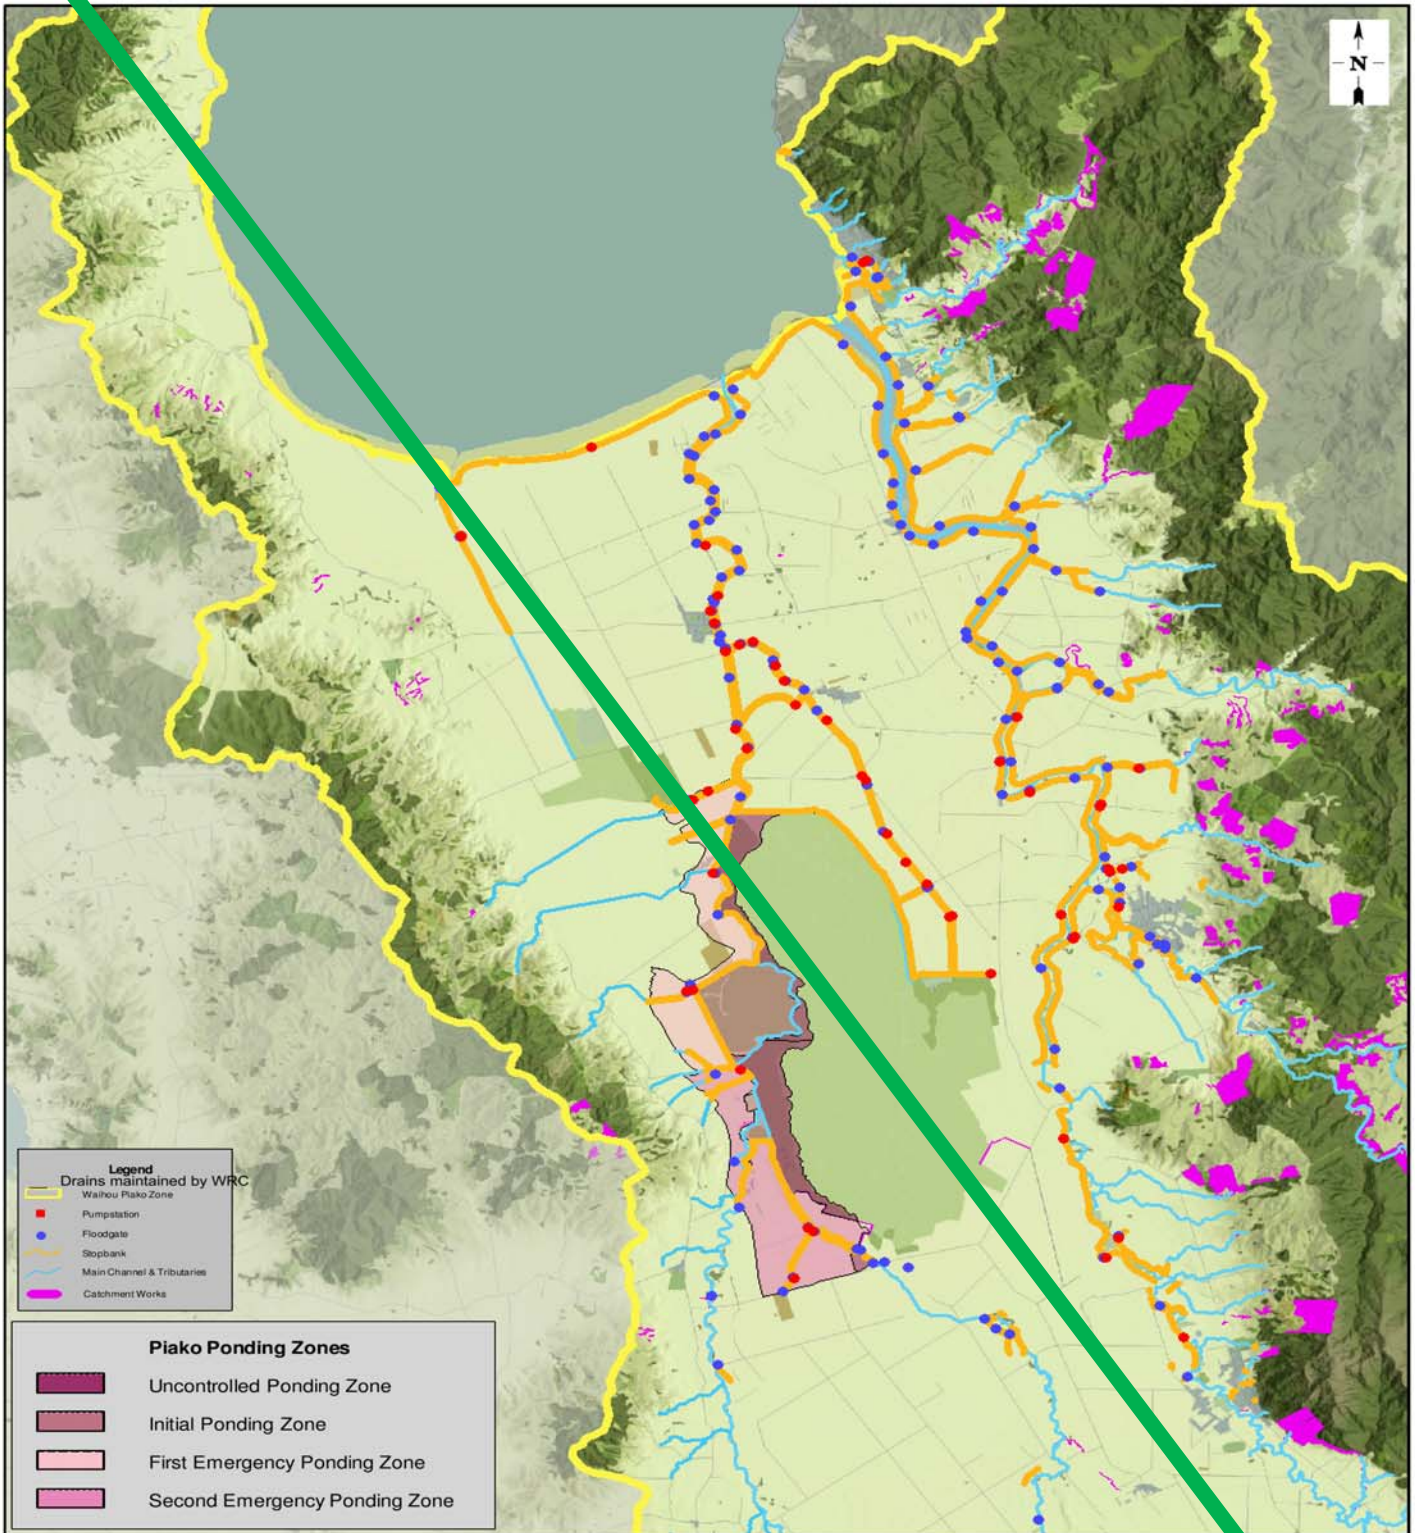 N
Legend
Drains maintained by WRC
Waihou Piako Zone
Pumpstation
Floodgate
Stopbank
Main Channel & Tributaries
Catchment Works
Piako Ponding Zones
Uncontrolled Ponding Zone
Initial Ponding Zone
First Emergency Ponding Zone
Second Emergency Ponding Zone